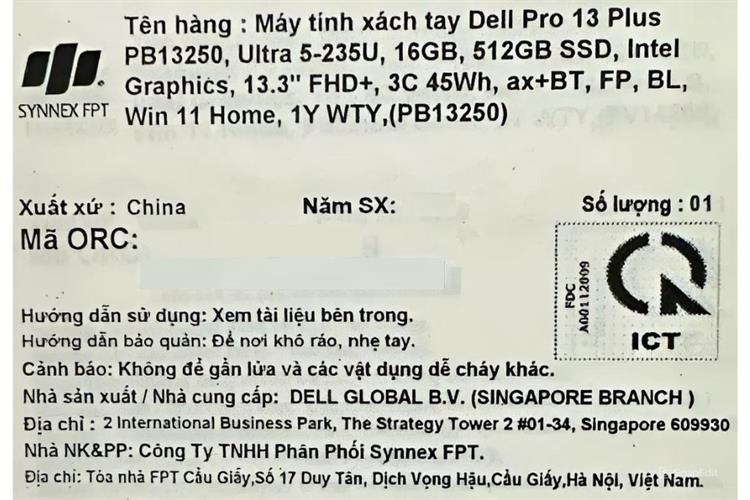 Tên hàng : Máy tính xách tay Dell Pro 13 Plus
PB13250, Ultra 5-235U, 16GB, 512GB SSD, Intel
Graphics, 13.3" FHD+, 3C 45Wh, ax+BT, FP, BL,
Win 11 Home, 1Y WTY,(PB13250)
SYNNEX FPT
Xuất xứ : China
Năm SX:
Số lượng : 01
Mã ORC:
FDC
A00112009
ICT
Hướng dẫn sử dụng: Xem tài liệu bên trong.
Hướng dẫn bảo quản: Để nơi khô ráo, nhẹ tay.
Cảnh báo: Không để gần lửa và các vật dụng dễ cháy khác.
Nhà sản xuất / Nhà cung cấp: DELL GLOBAL B.V. (SINGAPORE BRANCH )
Địa chỉ : 2 International Business Park, The Strategy Tower 2 #01-34, Singapore 609930
Nhà NK&PP: Công Ty TNHH Phân Phối Synnex FPT.
Địa chỉ: Tòa nhà FPT Cầu Giấy,Số 17 Duy Tân, Dịch Vọng Hậu,Cầu Giấy,Hà Nội, Việt Nam.